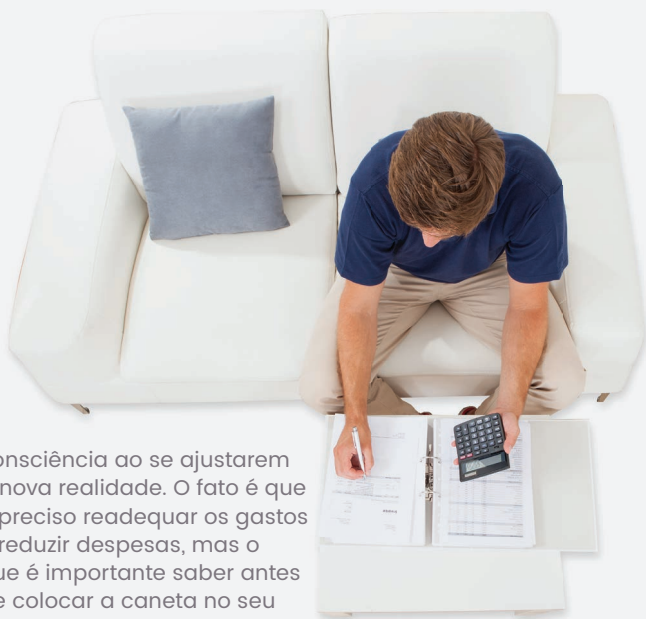 onsciência ao se ajustarem
nova realidade. O fato é que
preciso readequar os gastos
reduzir despesas, mas o
ue é importante saber antes
e colocar a caneta no seu